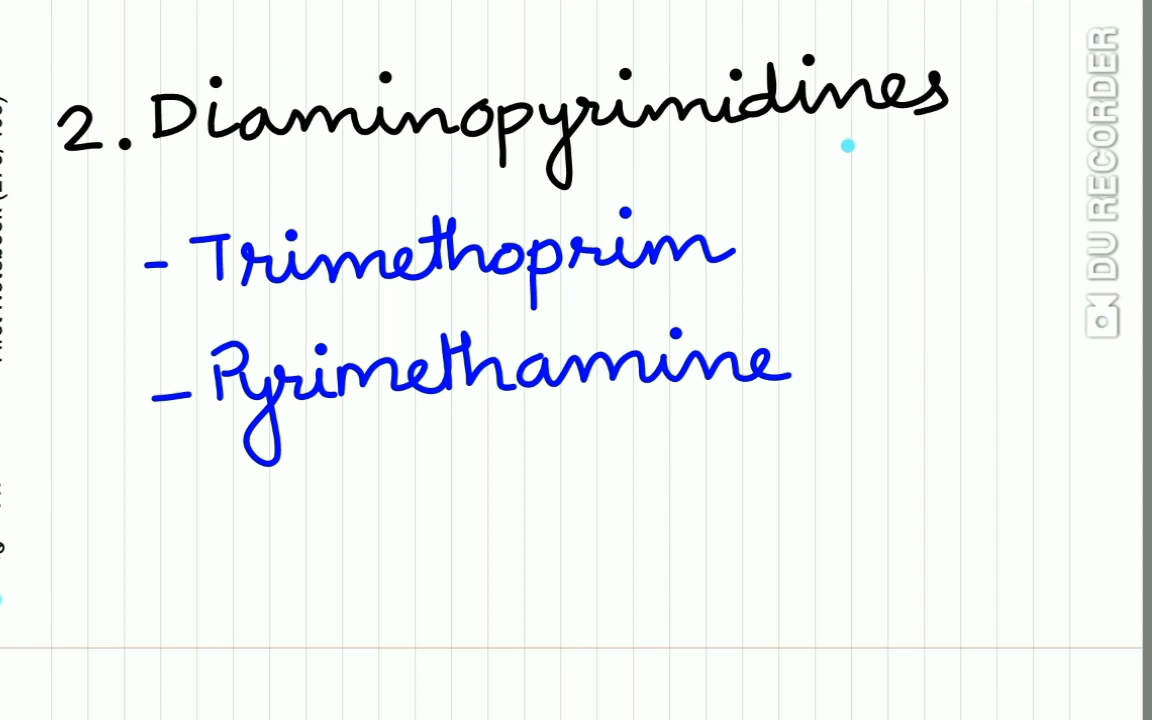 2. Diaminopyrimidines
- Trimethoprim
- Pyrimethamine
DU RECORDER